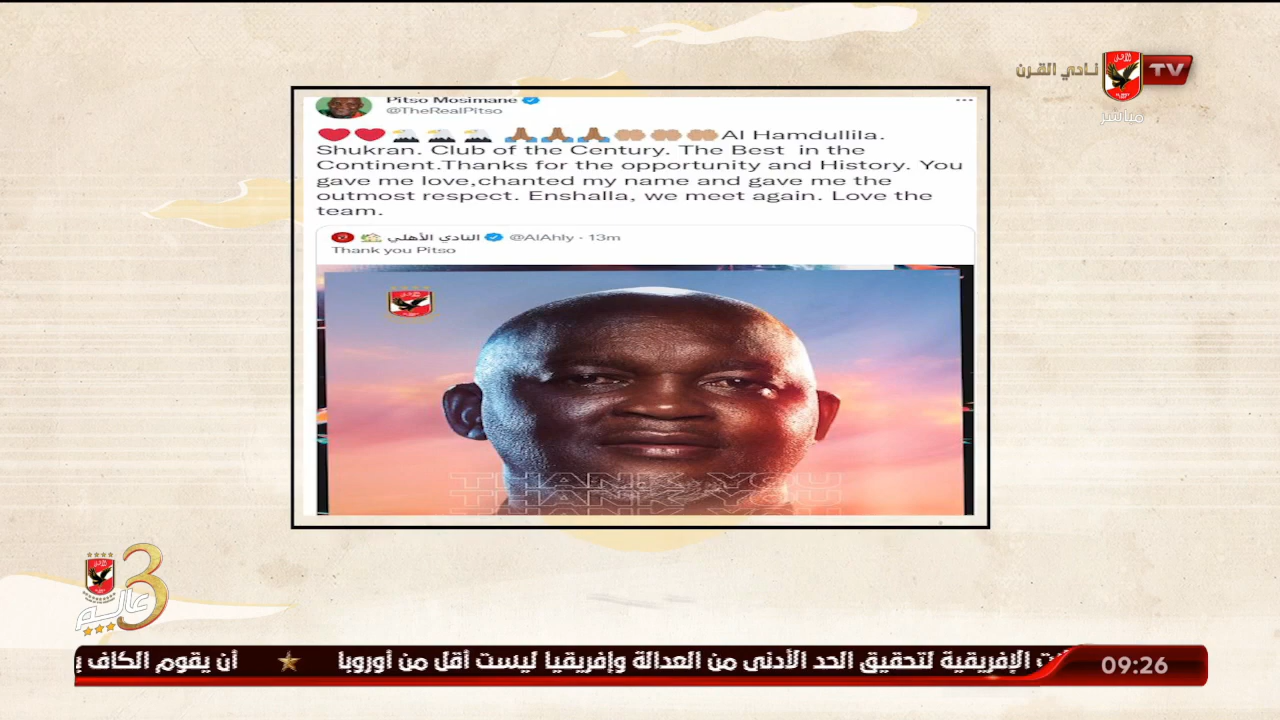 نادي القرن
TV
مباشر
Pitso Mosimane
@TheRealPitso
Al Hamdullila.
Shukran. Club of the Century. The Best in the
Continent.Thanks for the opportunity and History. You
gave me love,chanted my name and gave me the
outmost respect. Enshalla, we meet again. Love the
team.
النادي الأهلي @AlAhly · 13m
Thank you Pitso
THANK YOU
THANK YOU
THANK YOU
3
عالم
الإفريقية لتحقيق الحد الأدنى من العدالة وإفريقيا ليست أقل من أوروبا ★ أن يقوم الكاف
09:26